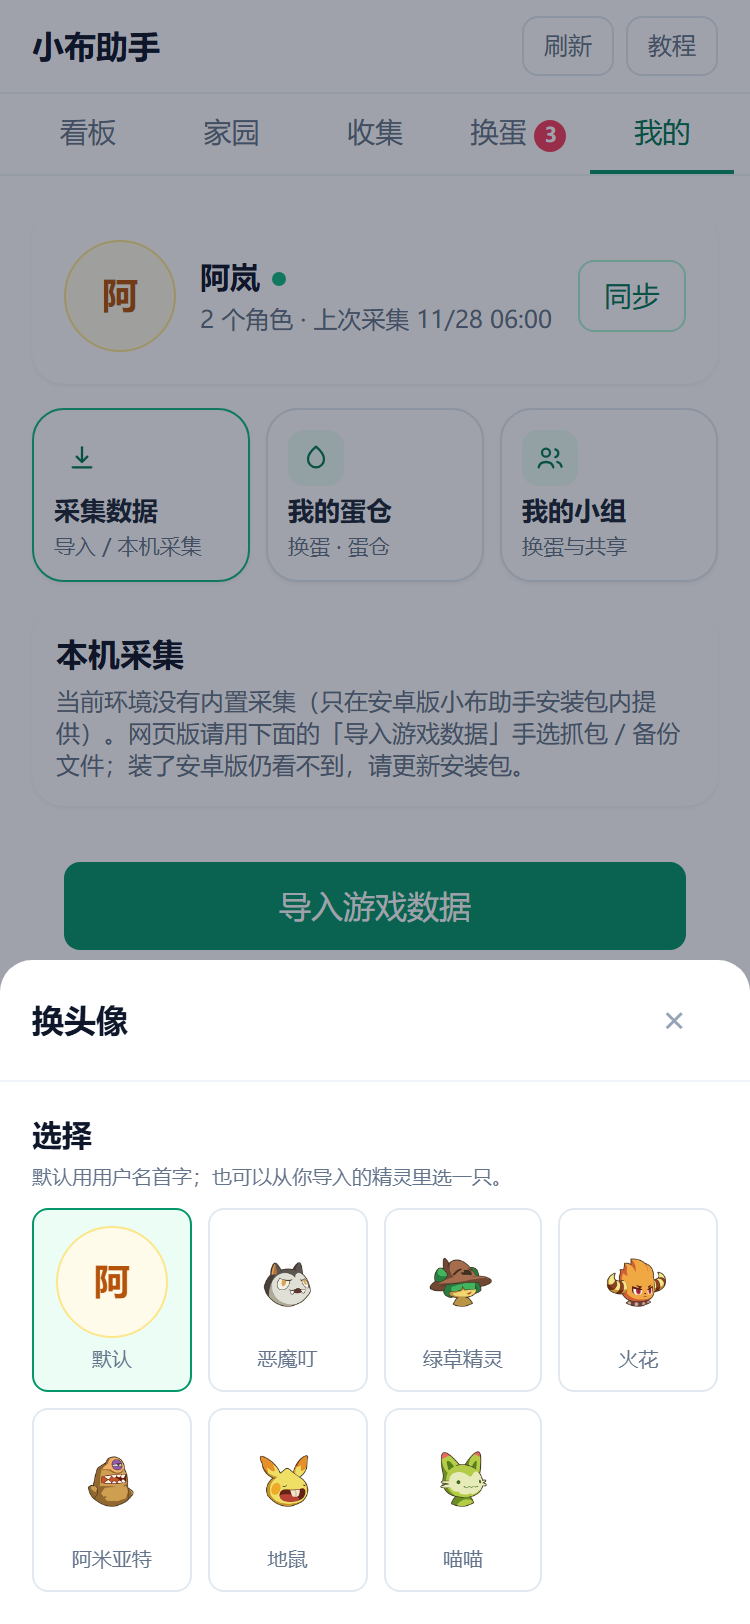 小布助手
刷新
教程
看板
家园
收集
换蛋 3
我的
阿
阿岚
2 个角色 · 上次采集 11/28 06:00
同步
采集数据
导入 / 本机采集
我的蛋仓
换蛋 · 蛋仓
我的小组
换蛋与共享
本机采集
当前环境没有内置采集（只在安卓版小布助手安装包内提
供）。网页版请用下面的「导入游戏数据」手选抓包 / 备份
文件；装了安卓版仍看不到，请更新安装包。
导入游戏数据
换头像
选择
默认用用户名首字；也可以从你导入的精灵里选一只。
阿
默认
恶魔叮
绿草精灵
火花
阿米亚特
地鼠
喵喵